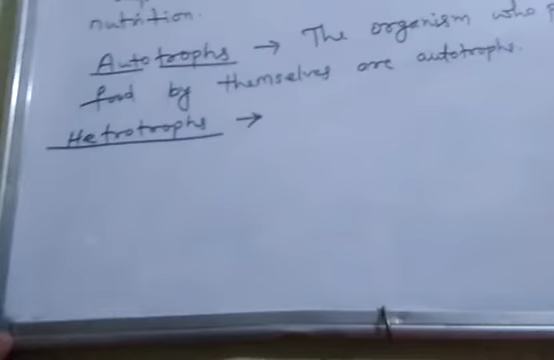 nutrition.
Autotrophs → The organism who
food by themselves are autotrophs.
Hetrotrophs →